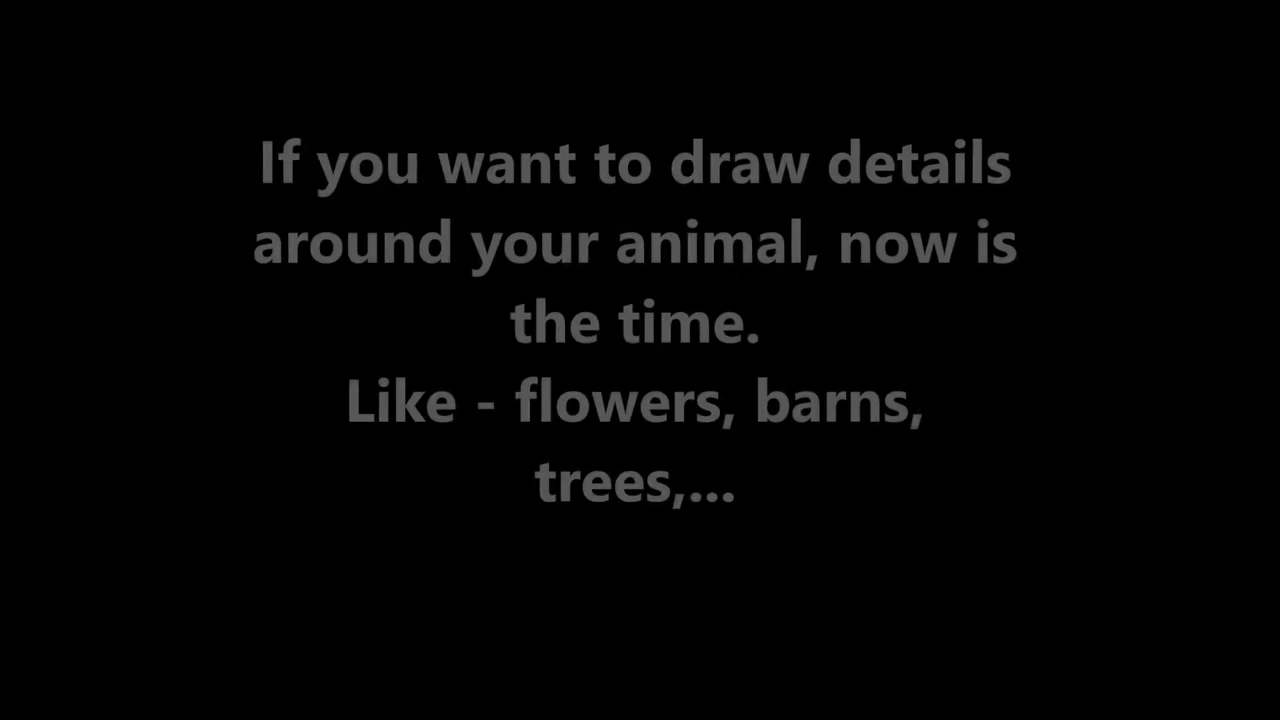 If you want to draw details
around your animal, now is
the time.
Like - flowers, barns,
trees,...